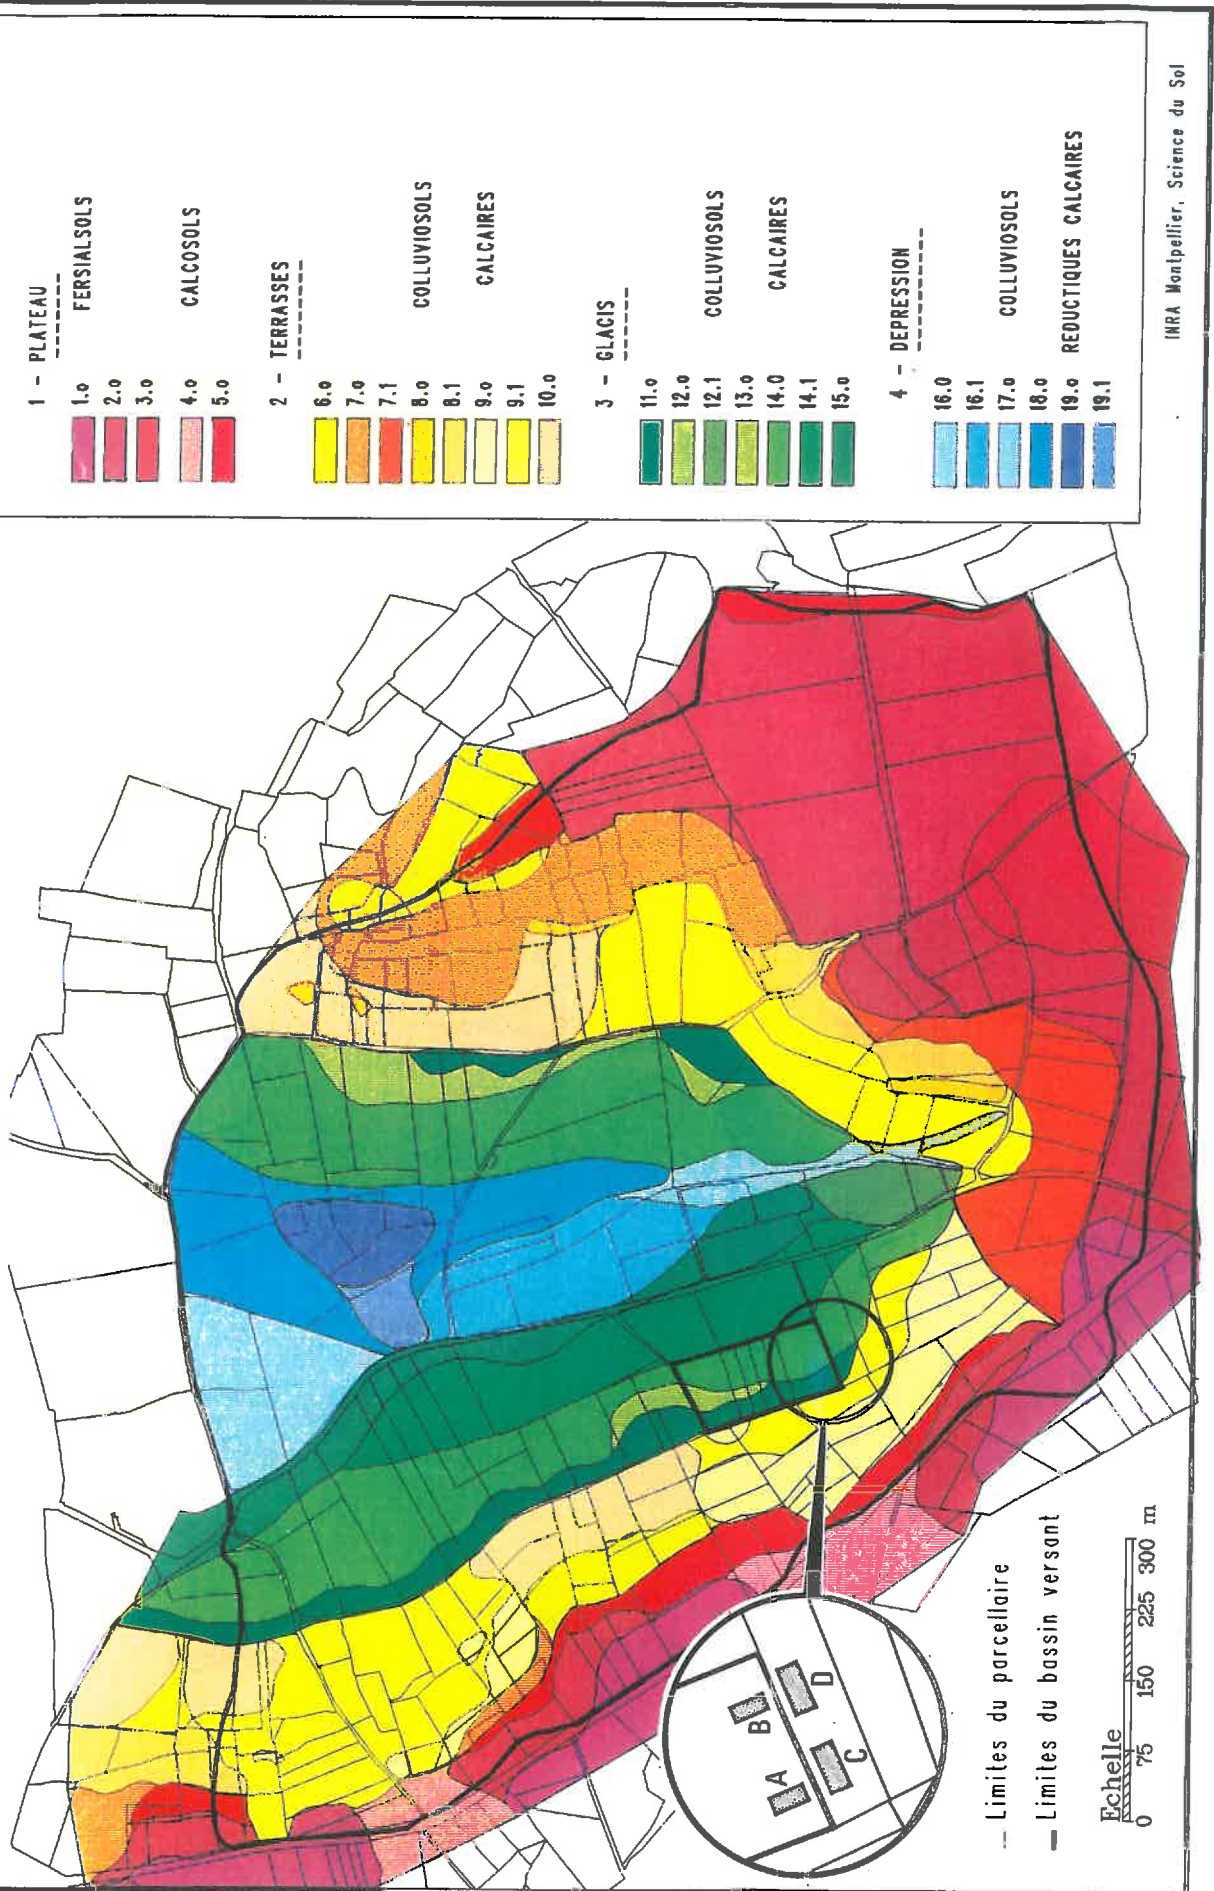 1 - PLATEAU
1.0
FERSIALSOLS
2.0
3.0
4.0
CALCOSOLS
5.0
2 - TERRASSES
6.0
7.0
7.1
8.0
COLLUVIOSOLS
8.1
9.0
CALCAIRES
9.1
10.0
3 - GLACIS
11.0
12.0
12.1
COLLUVIOSOLS
13.0
14.0
CALCAIRES
14.1
15.0
4 - DEPRESSION
16.0
16.1
17.0
COLLUVIOSOLS
18.0
19.0
REDUCTIQUES CALCAIRES
19.1
INRA Montpellier, Science du Sol
A
B
C
D
Limites du parcellaire
Limites du bassin versant
Echelle
0 75 150 225 300 m